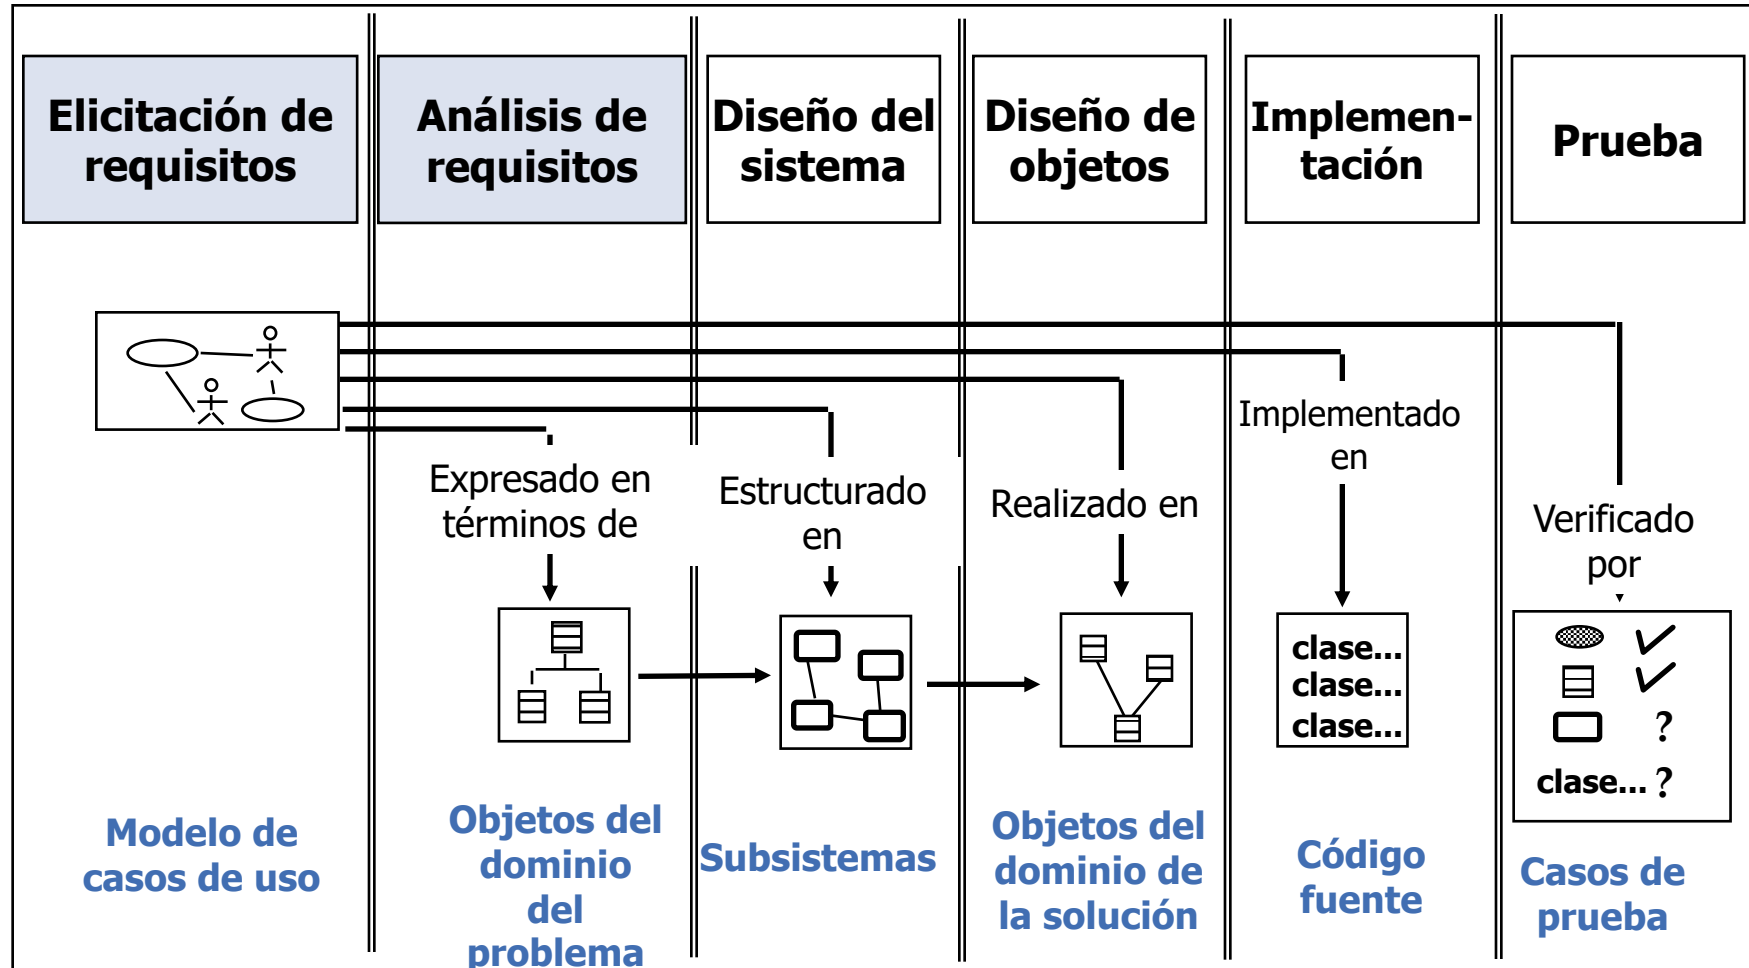 Elicitación de
requisitos
Análisis de
requisitos
Diseño del
sistema
Diseño de
objetos
Implemen-
tación
Prueba
Expresado en
términos de
Estructurado
en
Realizado en
Implementado
en
Verificado
por
clase...
clase...
clase...
?
clase... ?
Modelo de
casos de uso
Objetos del
dominio
del
problema
Subsistemas
Objetos del
dominio de
la solución
Código
fuente
Casos de
prueba